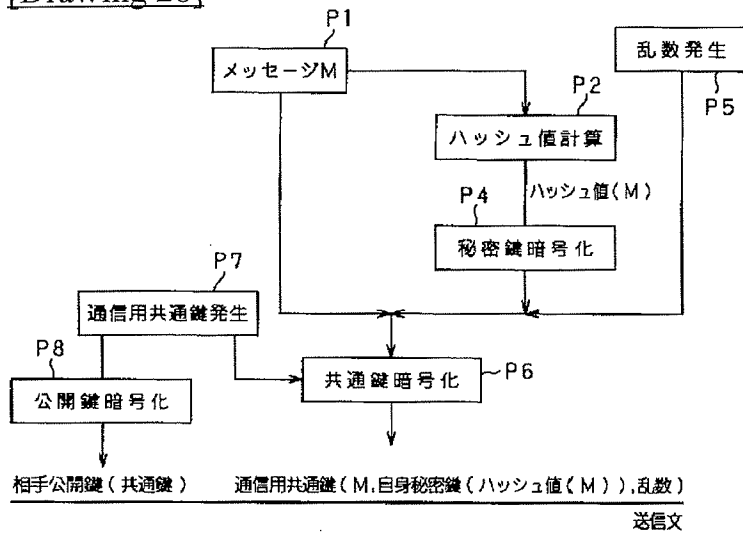 P1
メッセージM
乱数発生
P5
P2
ハッシュ値計算
ハッシュ値(M)
P4
秘密鍵暗号化
P7
通信用共通鍵発生
P8
公開鍵暗号化
共通鍵暗号化
P6
相手公開鍵(共通鍵)
通信用共通鍵(M,自身秘密鍵(ハッシュ値(M)),乱数)
送信文